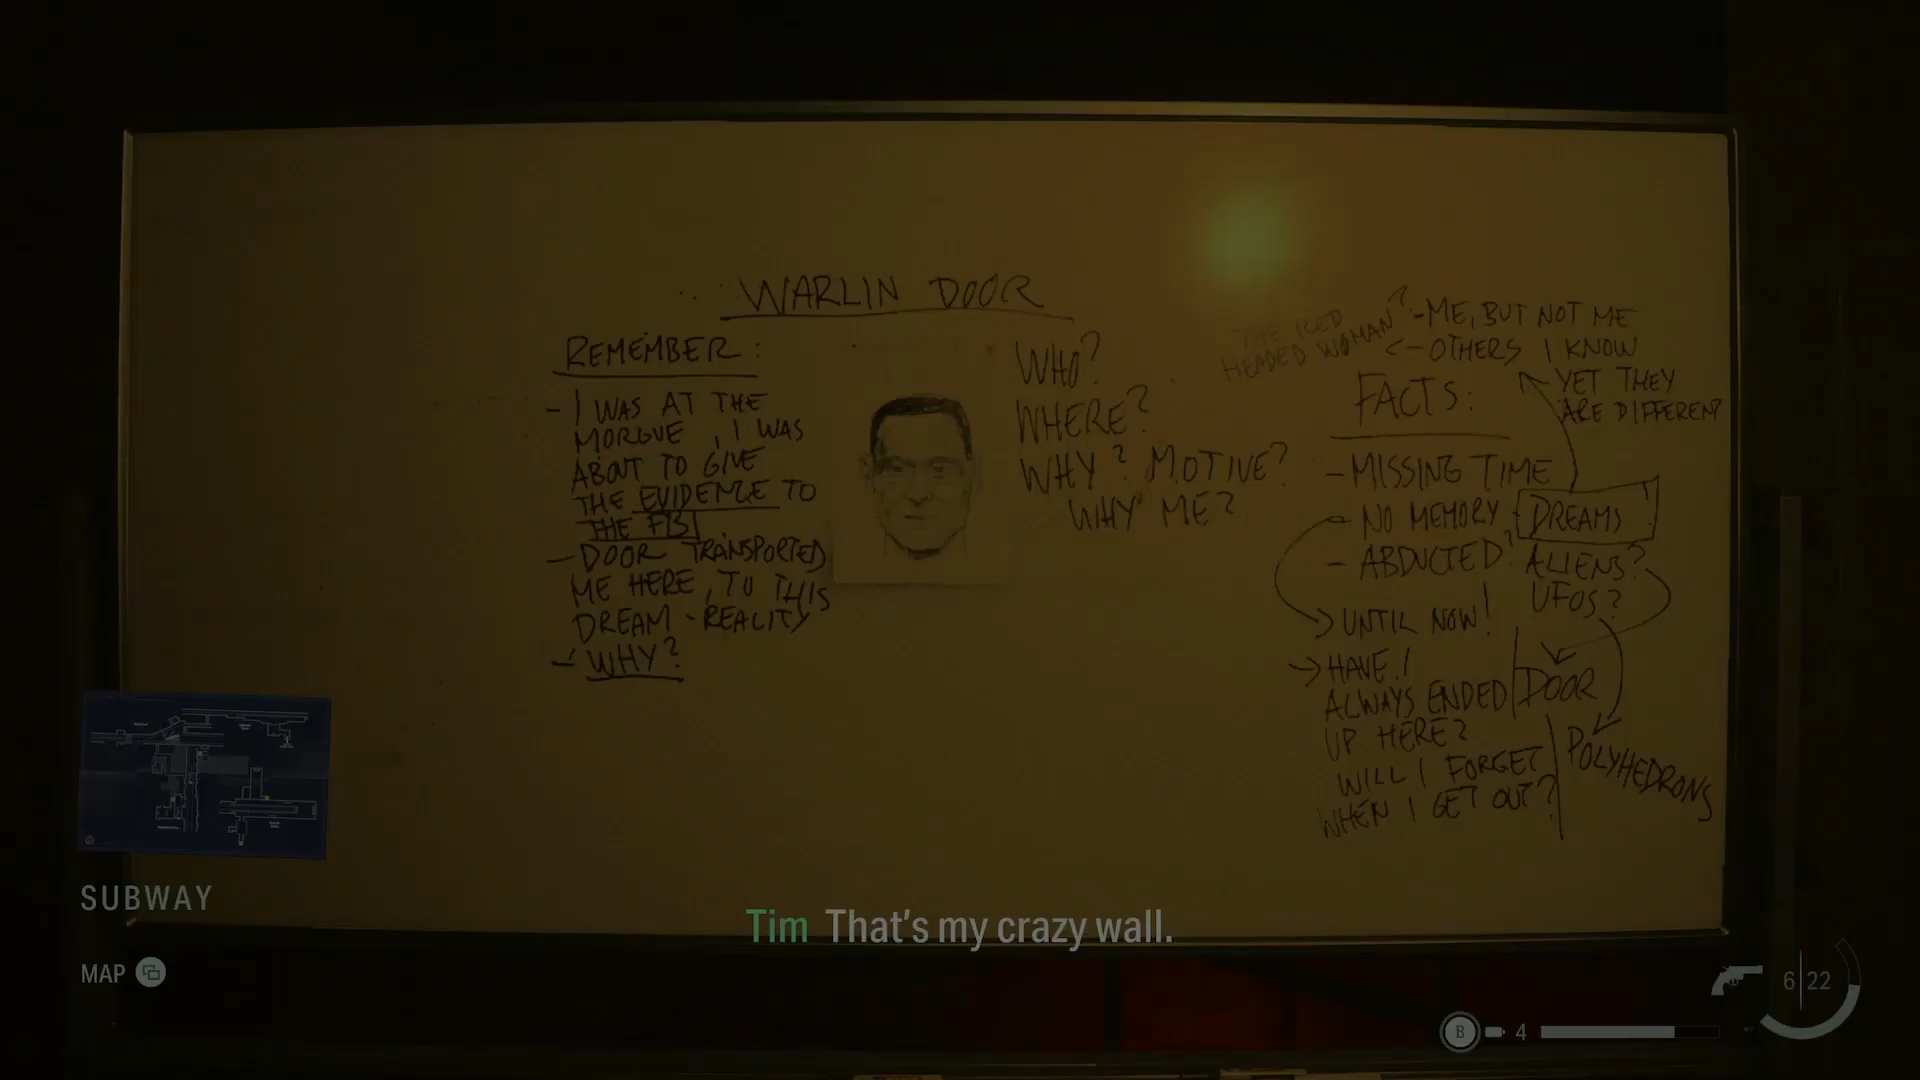 WARLIN DOOR
REMEMBER:
- I WAS AT THE
MORGUE, I WAS
ABOUT TO GIVE
THE EVIDENCE TO
THE FBI
- DOOR TRANSPORTED
ME HERE, TO THIS
DREAM-REALITY
- WHY?
WHO?
WHERE?
WHY? MOTIVE?
WHY ME?
THE RED
HEADED WOMAN?
- ME, BUT NOT ME
<- OTHERS I KNOW
YET THEY
ARE DIFFERENT
FACTS:
- MISSING TIME
- NO MEMORY - DREAMS
- ABDUCTED? ALIENS?
UFOS?
UNTIL NOW!
HAVE I
ALWAYS ENDED
UP HERE?
WILL I FORGET
WHEN I GET OUT?
DOOR
POLYHEDRONS
SUBWAY
MAP
Tim That's my crazy wall.
6|22
B 4